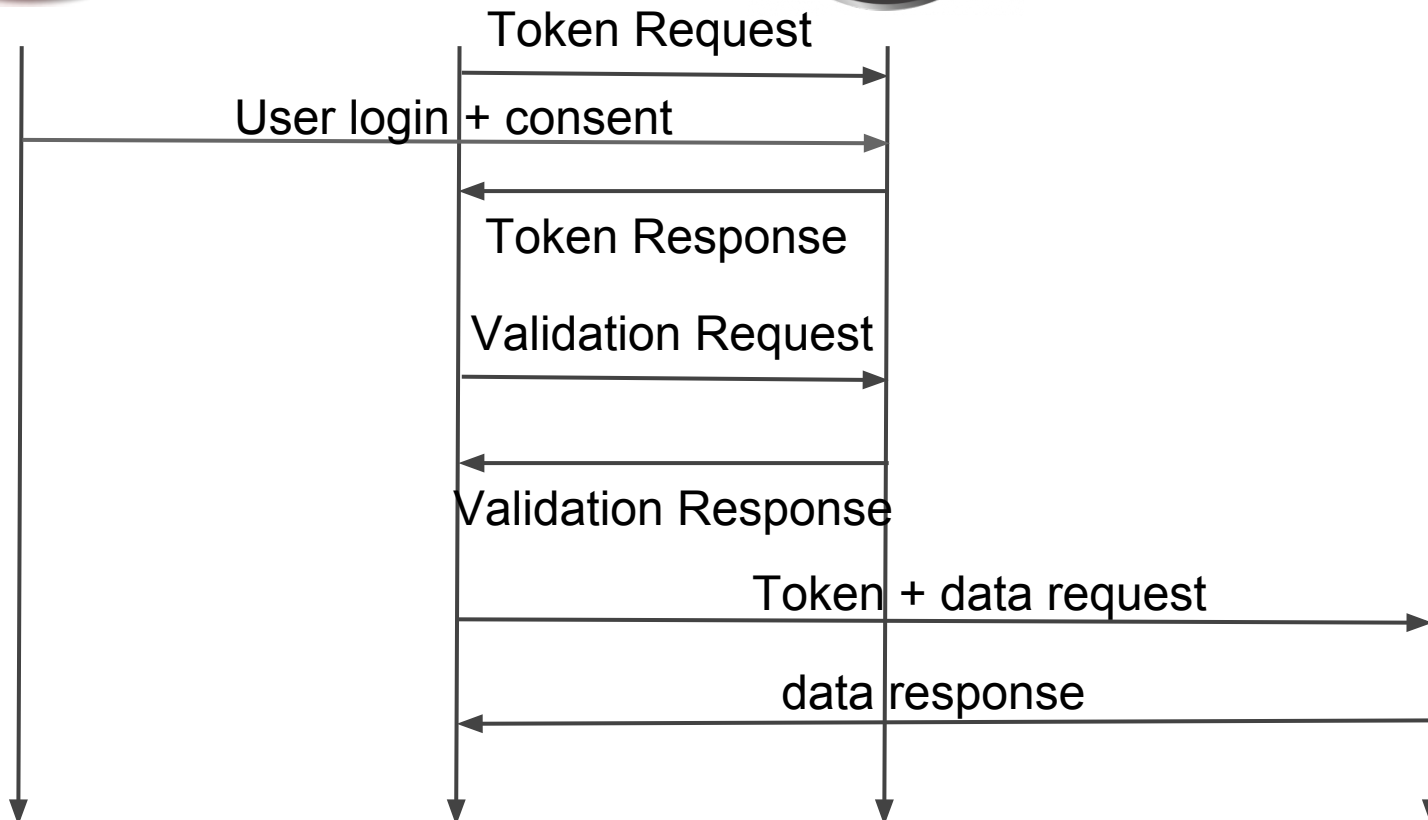 Token Request
User login + consent
Token Response
Validation Request
Validation Response
Token + data request
data response